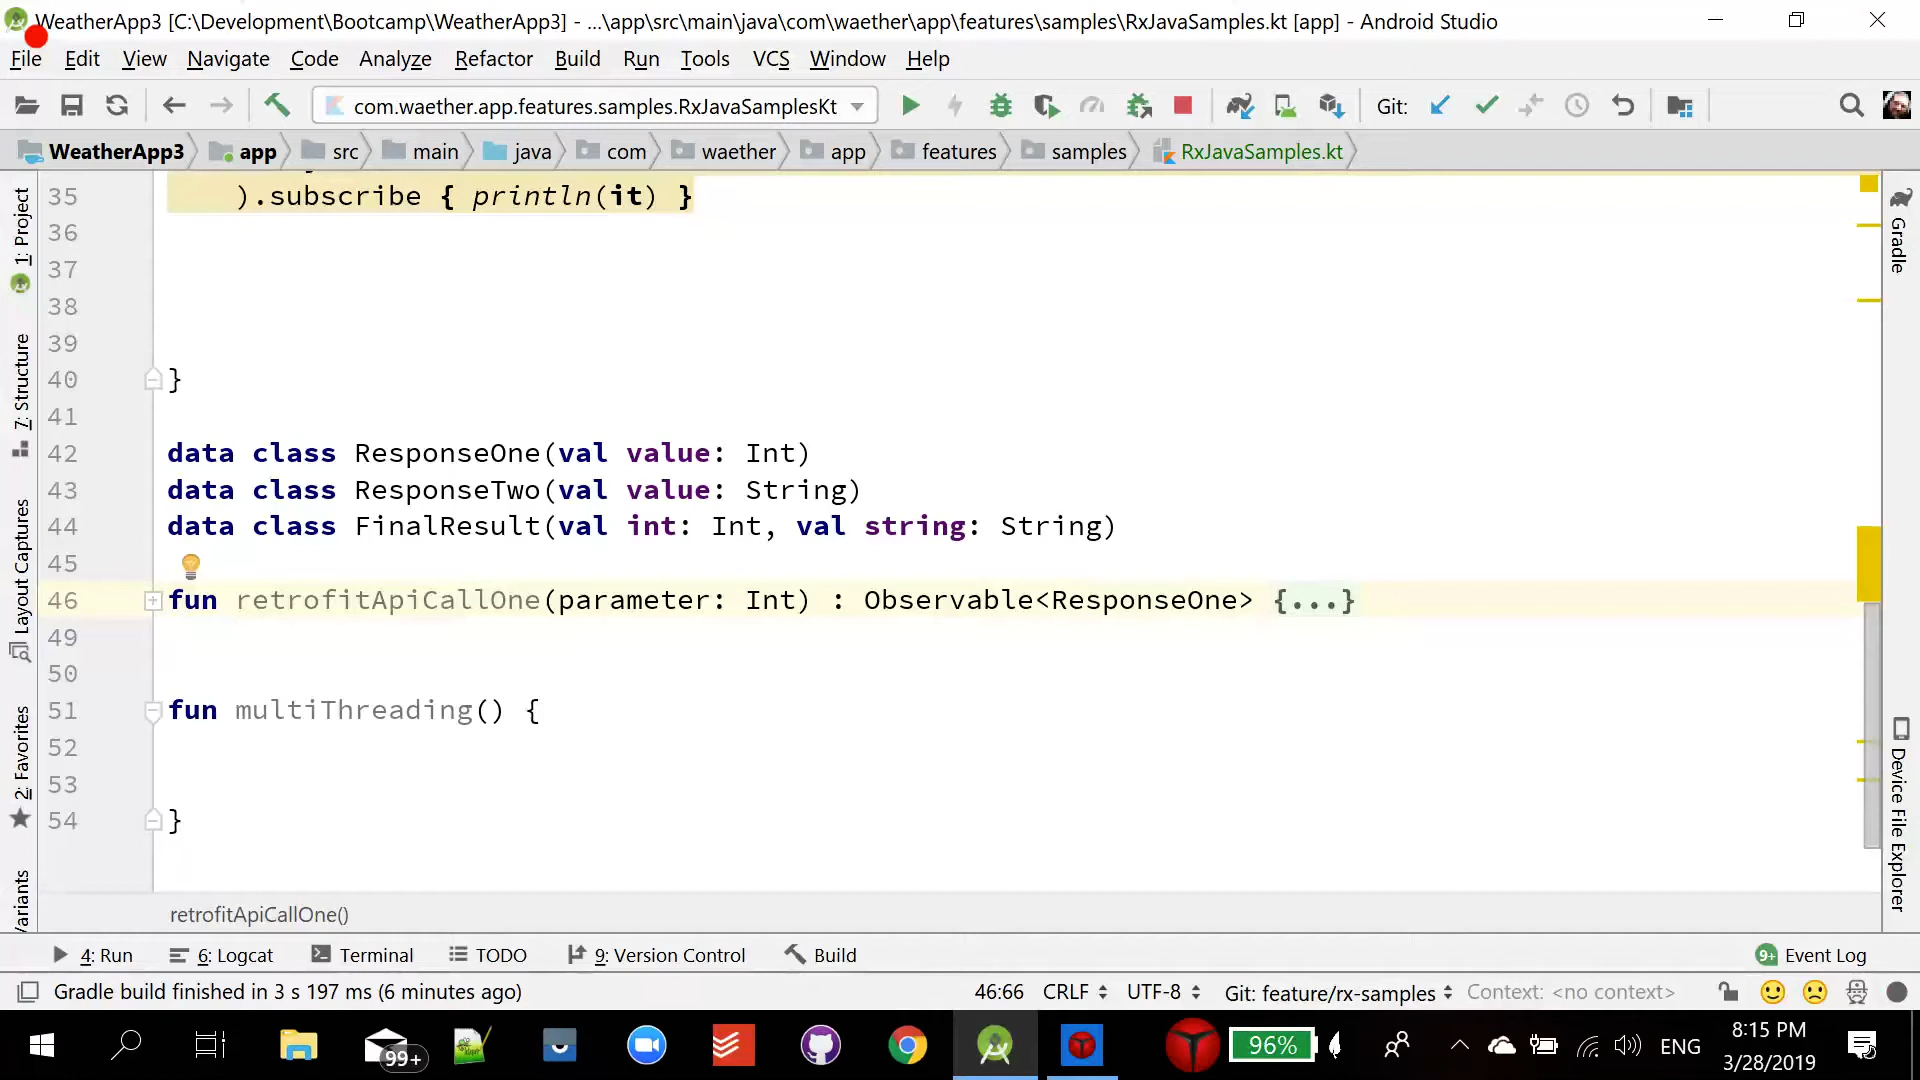 WeatherApp3 [C:\Development\Bootcamp\WeatherApp3] - ...\app\src\main\java\com\waether\app\features\samples\RxJavaSamples.kt [app] - Android Studio
File Edit View Navigate Code Analyze Refactor Build Run Tools VCS Window Help
com.waether.app.features.samples.RxJavaSamplesKt Git:
WeatherApp3 app src main java com waether app features samples RxJavaSamples.kt
1: Project
7: Structure
Layout Captures
2: Favorites
Gradle
Device File Explorer
35 ).subscribe { println(it) }
36
37
38
39
40 }
41
42 data class ResponseOne(val value: Int)
43 data class ResponseTwo(val value: String)
44 data class FinalResult(val int: Int, val string: String)
45
46 fun retrofitApiCallOne(parameter: Int) : Observable<ResponseOne> {...}
49
50
51 fun multiThreading() {
52
53
54 }
retrofitApiCallOne()
4: Run 6: Logcat Terminal TODO 9: Version Control Build 9+ Event Log
Gradle build finished in 3 s 197 ms (6 minutes ago) 46:66 CRLF UTF-8 Git: feature/rx-samples Context: <no context>
99+ 96% ENG 8:15 PM
3/28/2019